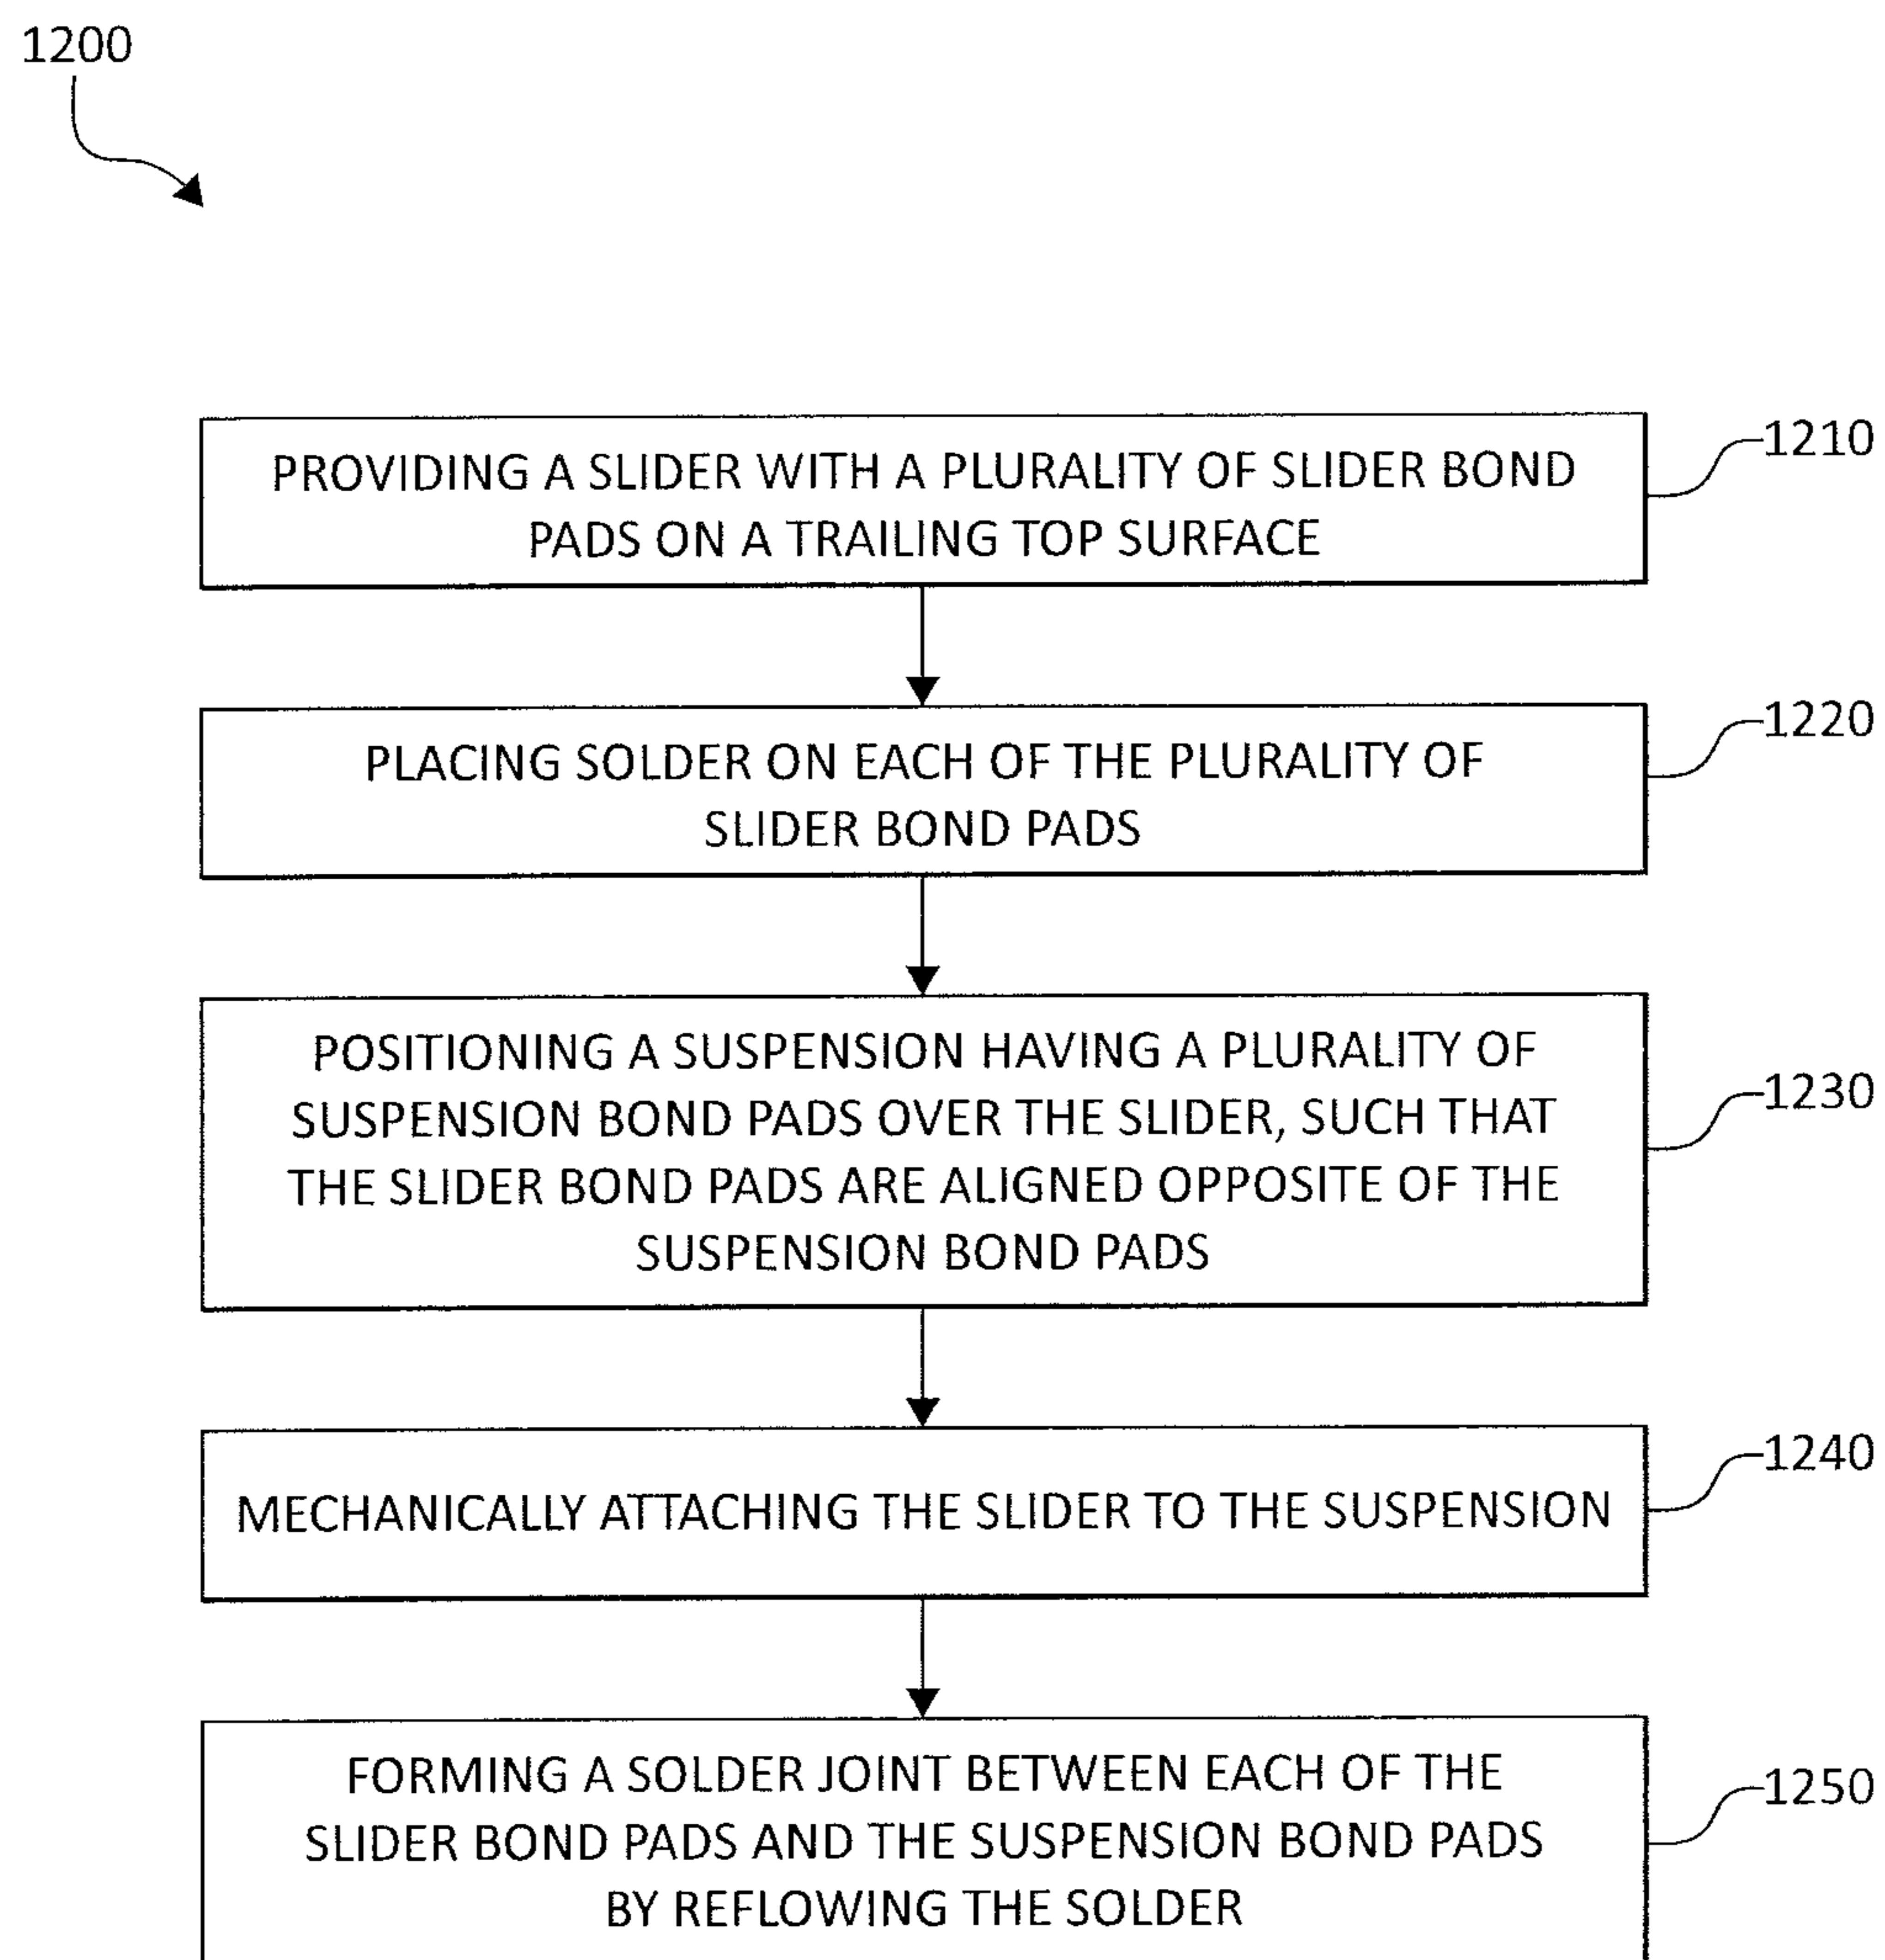 1200
PROVIDING A SLIDER WITH A PLURALITY OF SLIDER BOND
PADS ON A TRAILING TOP SURFACE
1210
PLACING SOLDER ON EACH OF THE PLURALITY OF
SLIDER BOND PADS
1220
POSITIONING A SUSPENSION HAVING A PLURALITY OF
SUSPENSION BOND PADS OVER THE SLIDER, SUCH THAT
THE SLIDER BOND PADS ARE ALIGNED OPPOSITE OF THE
SUSPENSION BOND PADS
1230
MECHANICALLY ATTACHING THE SLIDER TO THE SUSPENSION
1240
FORMING A SOLDER JOINT BETWEEN EACH OF THE
SLIDER BOND PADS AND THE SUSPENSION BOND PADS
BY REFLOWING THE SOLDER
1250